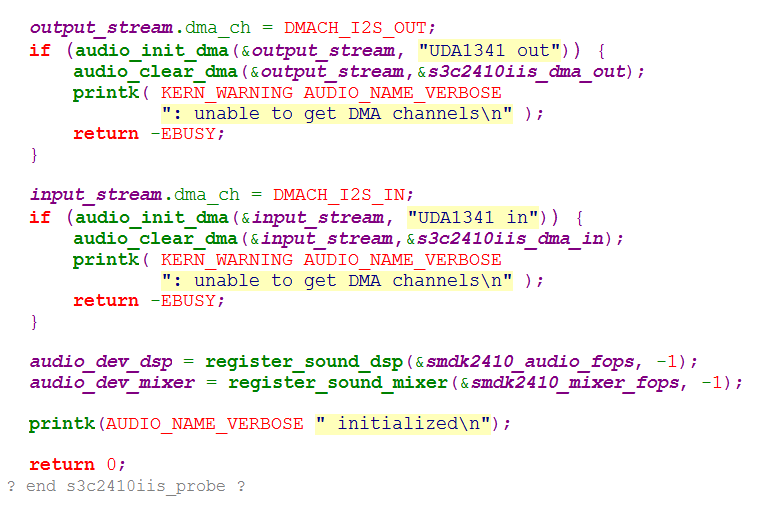 output_stream.dma_ch = DMACH_I2S_OUT;
if (audio_init_dma(&output_stream, "UDA1341 out")) {
    audio_clear_dma(&output_stream,&s3c2410iis_dma_out);
    printk( KERN_WARNING AUDIO_NAME_VERBOSE
            ": unable to get DMA channels\n" );
    return -EBUSY;
}

input_stream.dma_ch = DMACH_I2S_IN;
if (audio_init_dma(&input_stream, "UDA1341 in")) {
    audio_clear_dma(&input_stream,&s3c2410iis_dma_in);
    printk( KERN_WARNING AUDIO_NAME_VERBOSE
            ": unable to get DMA channels\n" );
    return -EBUSY;
}

audio_dev_dsp = register_sound_dsp(&smdk2410_audio_fops, -1);
audio_dev_mixer = register_sound_mixer(&smdk2410_mixer_fops, -1);

printk(AUDIO_NAME_VERBOSE " initialized\n");

return 0;
? end s3c2410iis_probe ?